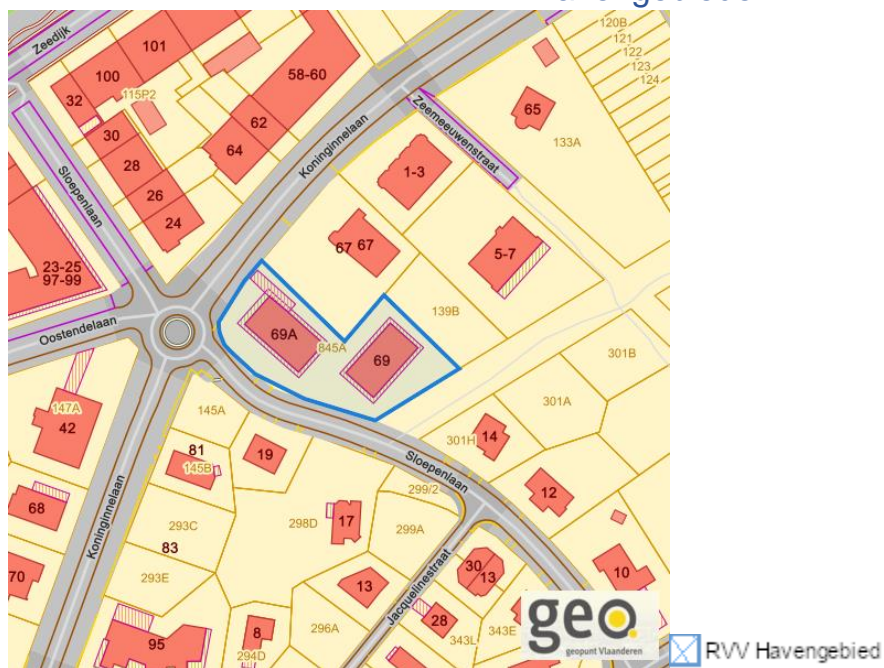 Zeedijk
101
100
32
115P2
58-60
62
64
30
28
26
24
Sloepenlaan
23-25
97-99
Koninginnelaan
Zeemeeuwenstraat
65
133A
120B
121
122
123
124
1-3
67 67
5-7
139B
69A
845A
69
Oostendelaan
301B
301A
301H
14
12
10
147A
42
145A
81
145B
19
Sloepenlaan
299/2
299A
298D
17
293C
83
293E
68
70
Koninginnelaan
95
8
294D
296A
13
Jacquelinestraat
30
13
28
343L
343E
geo
geopunt Vlaanderen
RVV Havengebied